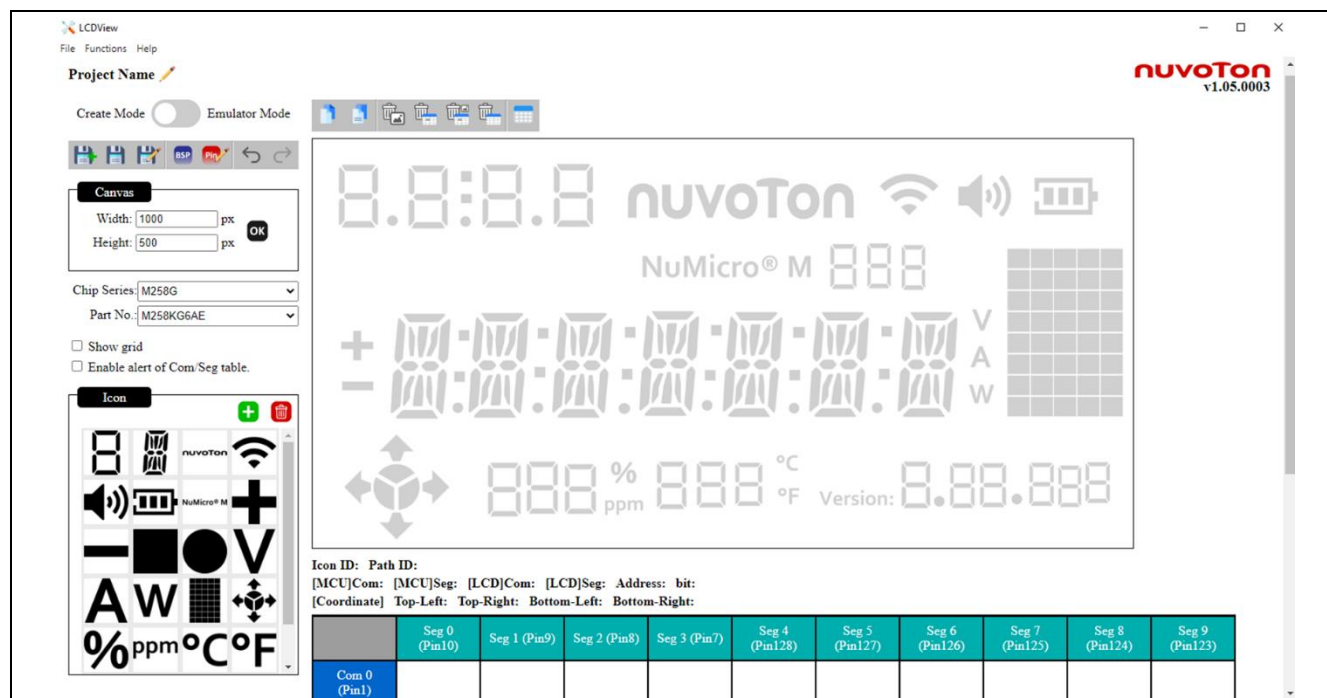 LCDView
File Functions Help
Project Name
nuvoTon
v1.05.0003
Create Mode Emulator Mode
BSP Pin
Canvas
Width: 1000 px
Height: 500 px
OK
Chip Series: M258G
Part No.: M258KG6AE
Show grid
Enable alert of Com/Seg table.
Icon
nuvoTon
NuMicro® M
V
A W
% ppm °C °F
8.8:8.8 nuvoTon
NuMicro® M 888
V
A
W
888 % 888 °C
ppm °F Version: 8.88.888
Icon ID: Path ID:
[MCU]Com: [MCU]Seg: [LCD]Com: [LCD]Seg: Address: bit:
[Coordinate] Top-Left: Top-Right: Bottom-Left: Bottom-Right:
Seg 0 (Pin10) Seg 1 (Pin9) Seg 2 (Pin8) Seg 3 (Pin7) Seg 4 (Pin128) Seg 5 (Pin127) Seg 6 (Pin126) Seg 7 (Pin125) Seg 8 (Pin124) Seg 9 (Pin123)
Com 0
(Pin1)